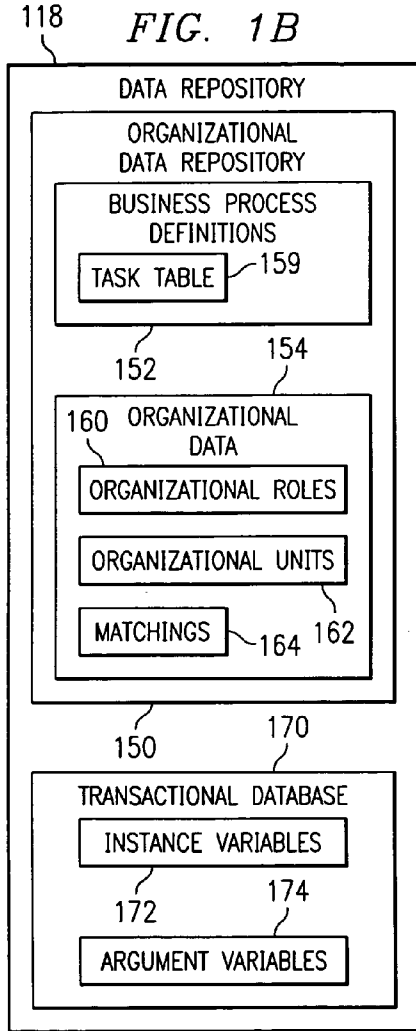 118
FIG. 1B
DATA REPOSITORY
ORGANIZATIONAL
DATA REPOSITORY
BUSINESS PROCESS
DEFINITIONS
TASK TABLE
159
152
154
160
ORGANIZATIONAL
DATA
ORGANIZATIONAL ROLES
ORGANIZATIONAL UNITS
162
MATCHINGS
164
150
170
TRANSACTIONAL DATABASE
INSTANCE VARIABLES
172
174
ARGUMENT VARIABLES